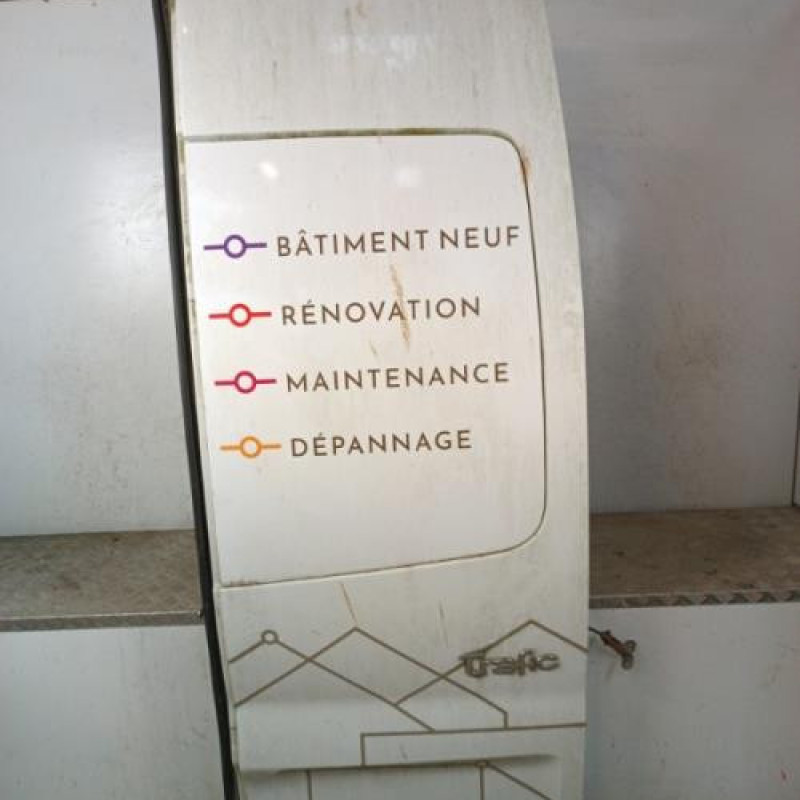 BÂTIMENT NEUF
RÉNOVATION
MAINTENANCE
DÉPANNAGE
Trafic